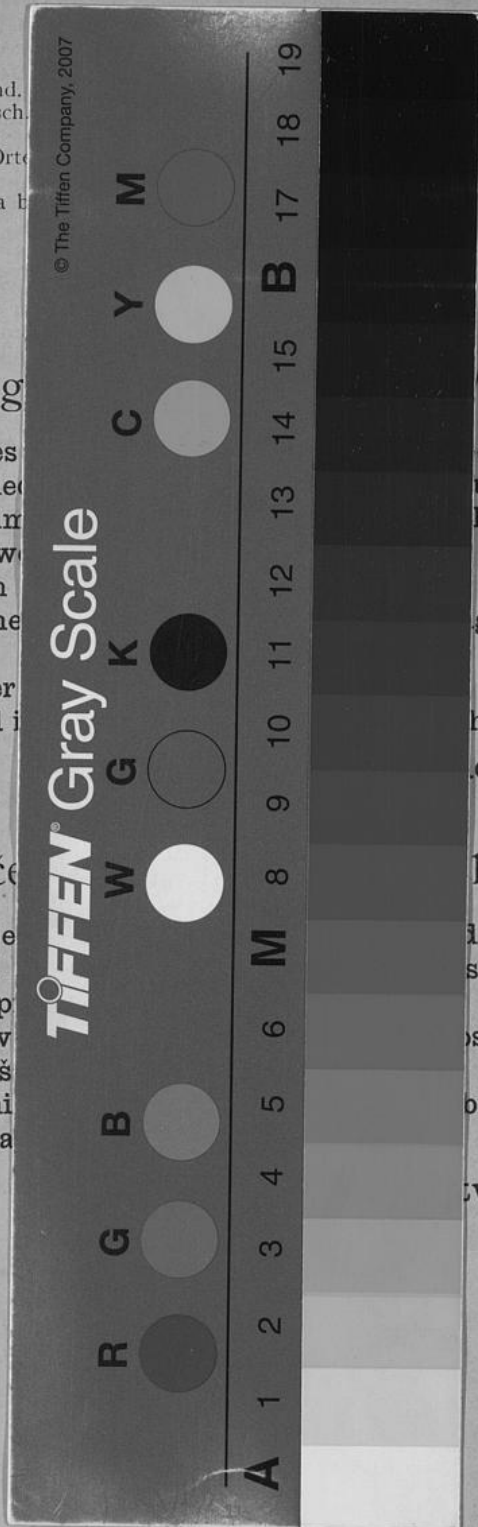 TIFFEN® Gray Scale
© The Tiffen Company, 2007
R G B W G K C Y M
A 1 2 3 4 5 6 M 8 9 10 11 12 13 14 15 B 17 18 19